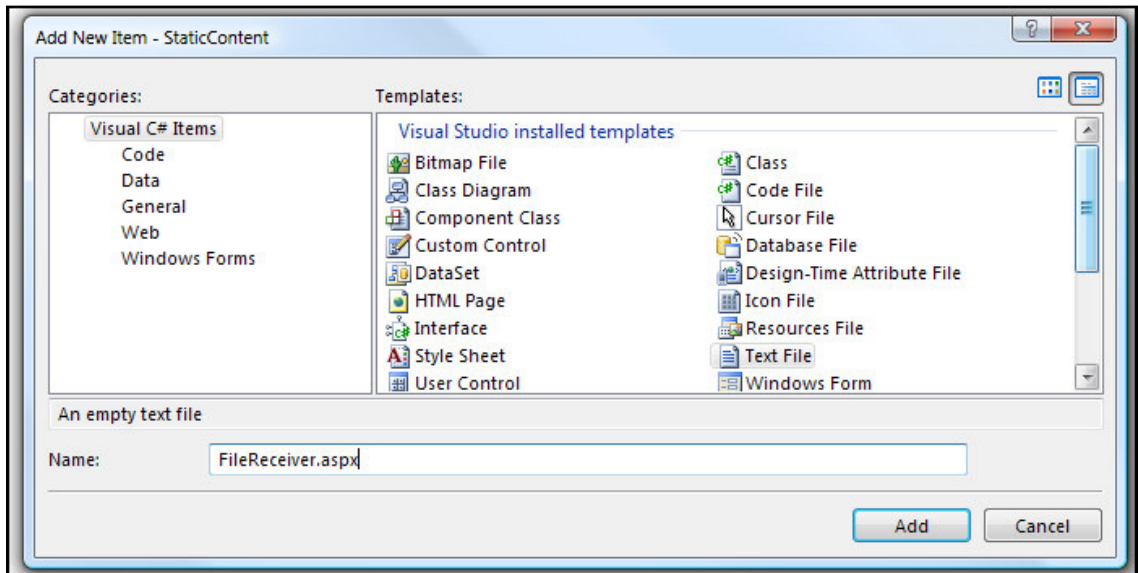 Add New Item - StaticContent
Categories:
Templates:
Visual C# Items
Code
Data
General
Web
Windows Forms
Visual Studio installed templates
Bitmap File
Class
Class Diagram
Code File
Component Class
Cursor File
Custom Control
Database File
DataSet
Design-Time Attribute File
HTML Page
Icon File
Interface
Resources File
Style Sheet
Text File
User Control
Windows Form
An empty text file
Name:
FileReceiver.aspx
Add
Cancel